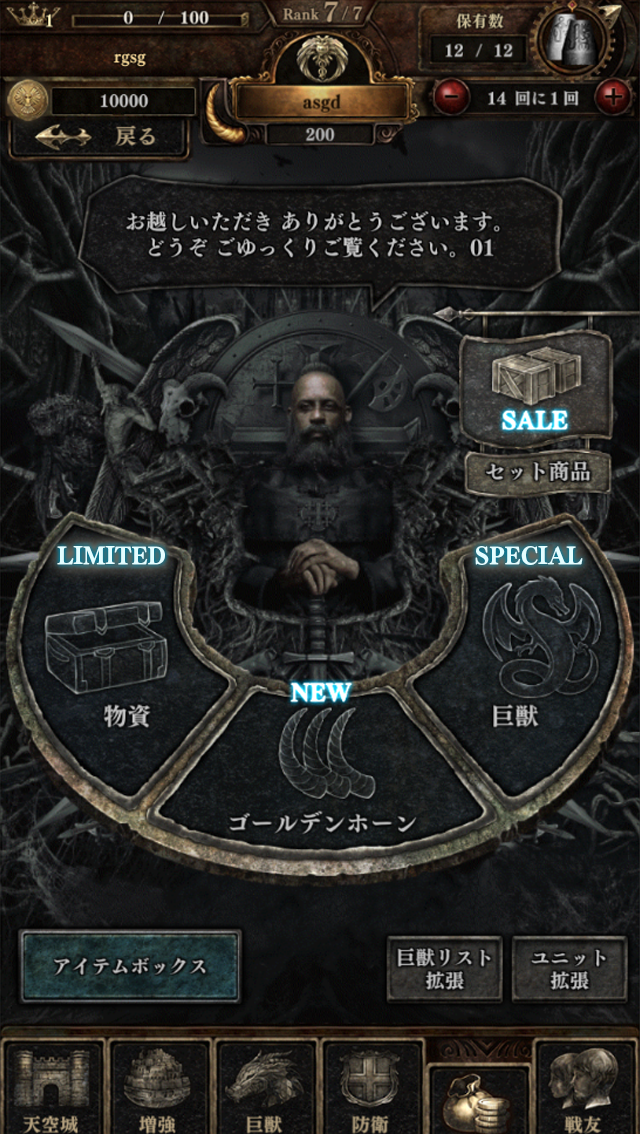 1
0 / 100
Rank 7/7
保有数
12 / 12
rgsg
10000
asgd
200
14 回に1回
戻る
お越しいただき ありがとうございます。
どうぞ ごゆっくりご覧ください。01
SALE
セット商品
LIMITED
物資
NEW
ゴールデンホーン
SPECIAL
巨獣
アイテムボックス
巨獣リスト
拡張
ユニット
拡張
天空城
増強
巨獣
防衛
戦友